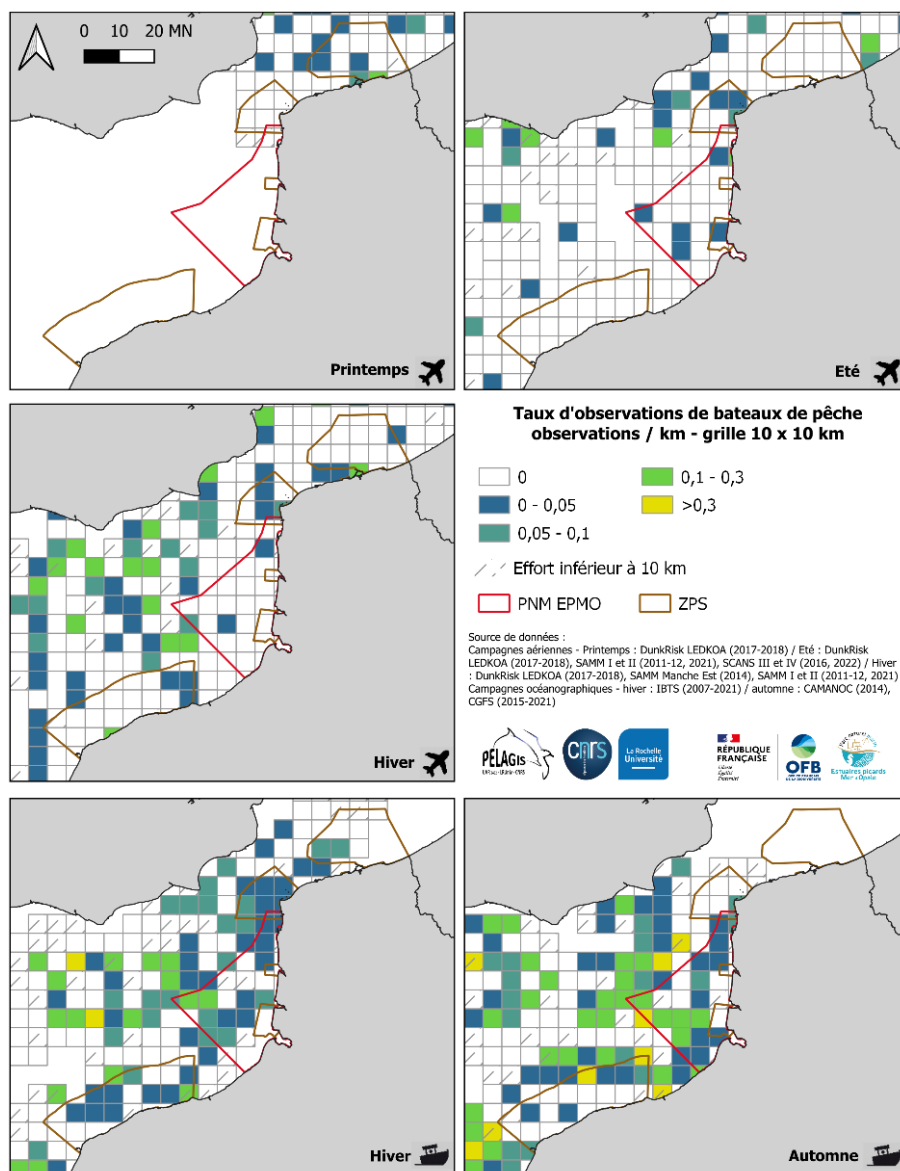 0 10 20 MN
Printemps
Eté
Taux d'observations de bateaux de pêche
observations / km - grille 10 x 10 km
0
0 - 0,05
0,05 - 0,1
0,1 - 0,3
>0,3
Effort inférieur à 10 km
PNM EPMO
ZPS
Source de données :
Campagnes aériennes - Printemps : DunkRisk LEDKOA (2017-2018) / Eté : DunkRisk
LEDKOA (2017-2018), SAMM I et II (2011-12, 2021), SCANS III et IV (2016, 2022) / Hiver
: DunkRisk LEDKOA (2017-2018), SAMM Manche Est (2014), SAMM I et II (2011-12, 2021)
Campagnes océanographiques - hiver : IBTS (2007-2021) / automne : CAMANOC (2014),
CGFS (2015-2021)
PELAGIS
cnrs
La Rochelle
Université
RÉPUBLIQUE
FRANÇAISE
Liberté
Égalité
Fraternité
OFB
Estuaires picards
Mer d'Opale
Hiver
Hiver
Automne